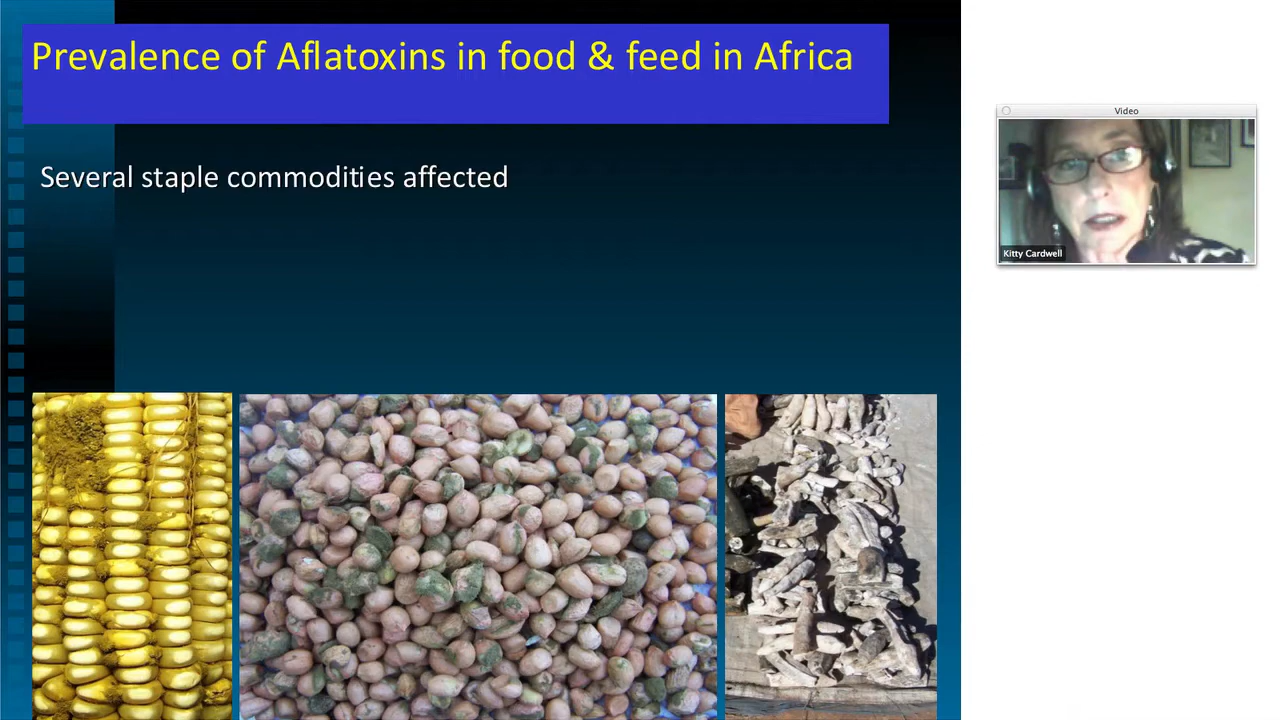 Prevalence of Aflatoxins in food & feed in Africa
Several staple commodities affected
Video
Kitty Cardwell